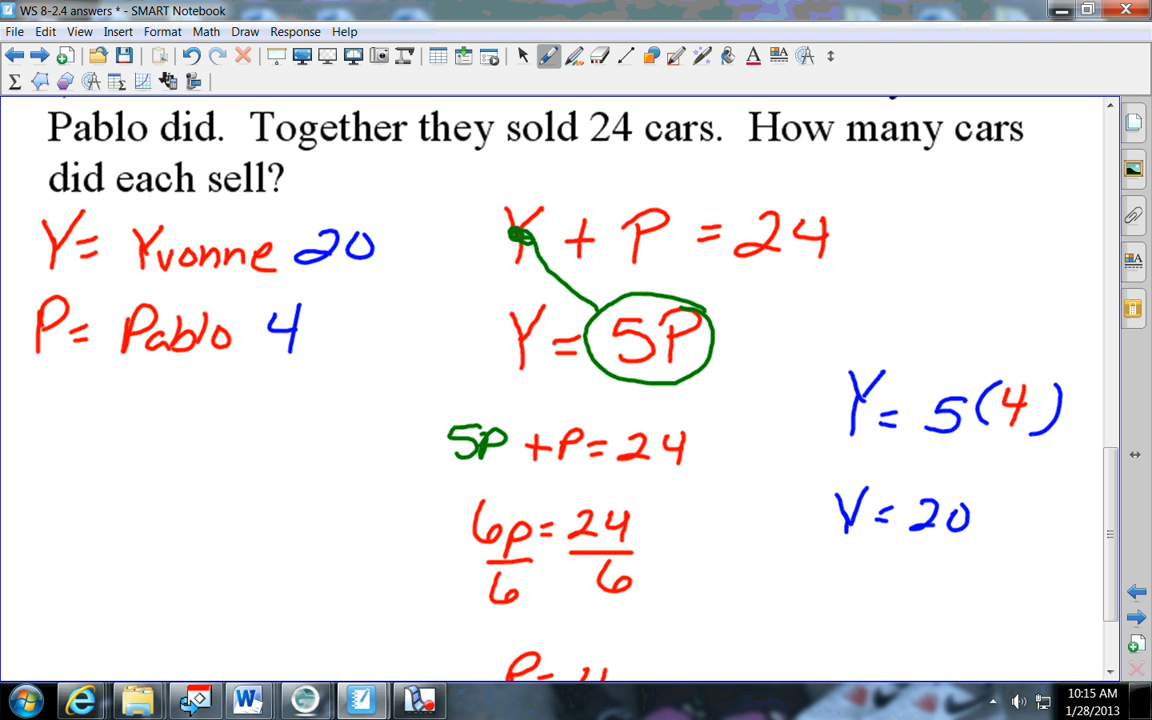 WS 8-2.4 answers * - SMART Notebook
File Edit View Insert Format Math Draw Response Help
Pablo did. Together they sold 24 cars. How many cars
did each sell?
Y= Yvonne 20
P= Pablo 4
Y + P = 24
Y = 5P
5P + P = 24
6P = 24
6 6
P = 4
Y = 5(4)
Y = 20
10:15 AM
1/28/2013